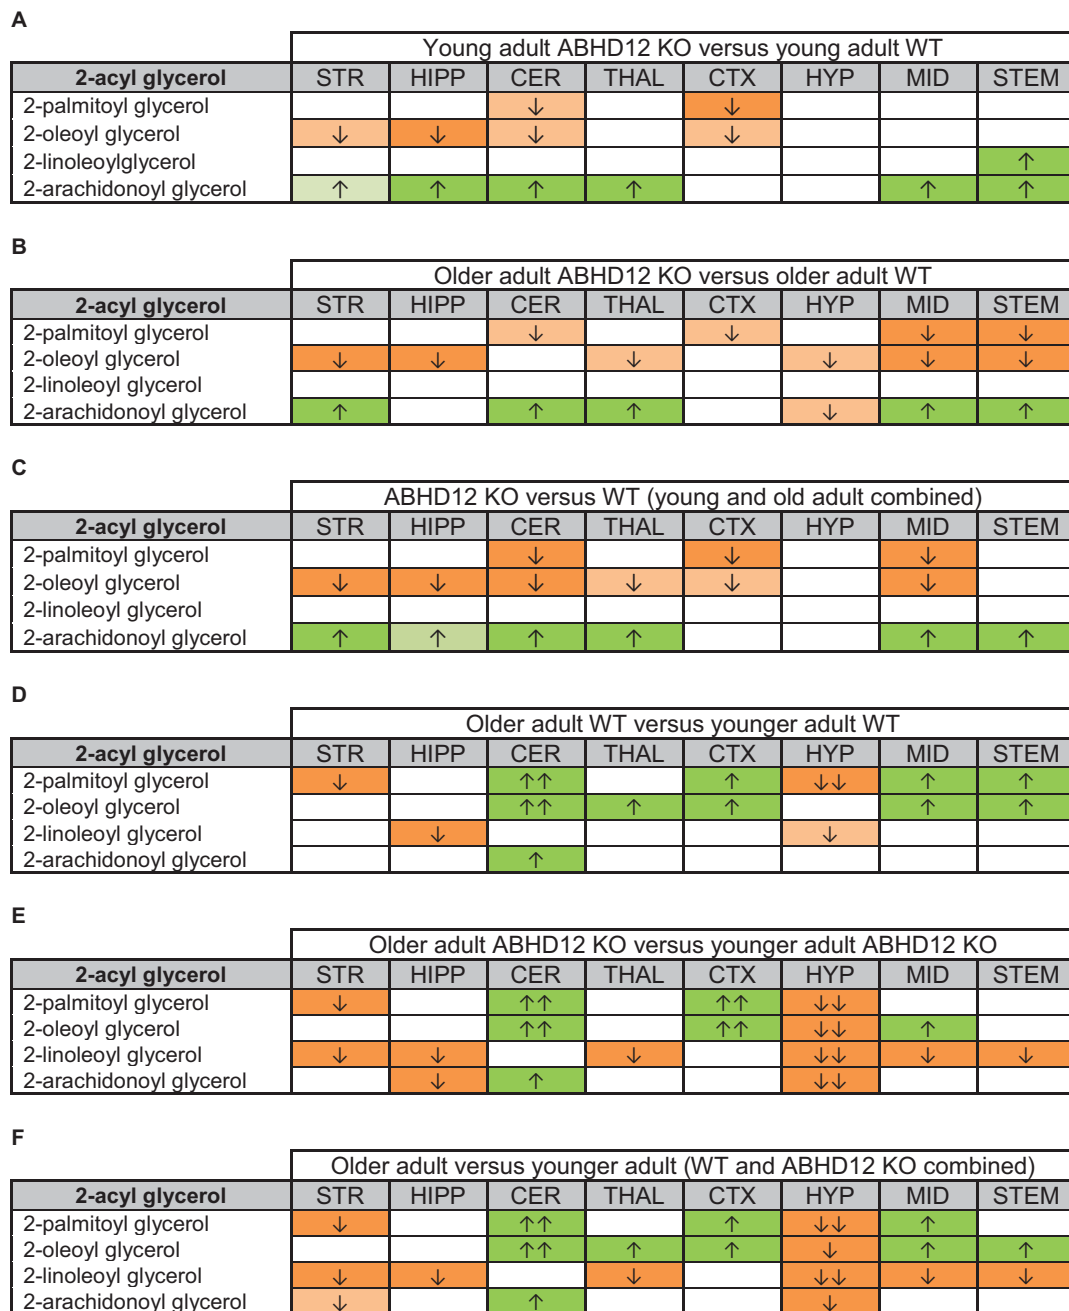 A
Young adult ABHD12 KO versus young adult WT
2-acyl glycerol STR HIPP CER THAL CTX HYP MID STEM
2-palmitoyl glycerol ↓ ↓
2-oleoyl glycerol ↓ ↓ ↓ ↓
2-linoleoylglycerol ↑
2-arachidonoyl glycerol ↑ ↑ ↑ ↑ ↑ ↑
B
Older adult ABHD12 KO versus older adult WT
2-acyl glycerol STR HIPP CER THAL CTX HYP MID STEM
2-palmitoyl glycerol ↓ ↓ ↓ ↓
2-oleoyl glycerol ↓ ↓ ↓ ↓ ↓ ↓
2-linoleoyl glycerol
2-arachidonoyl glycerol ↑ ↑ ↑ ↓ ↑ ↑
C
ABHD12 KO versus WT (young and old adult combined)
2-acyl glycerol STR HIPP CER THAL CTX HYP MID STEM
2-palmitoyl glycerol ↓ ↓ ↓
2-oleoyl glycerol ↓ ↓ ↓ ↓ ↓ ↓
2-linoleoyl glycerol
2-arachidonoyl glycerol ↑ ↑ ↑ ↑ ↑ ↑
D
Older adult WT versus younger adult WT
2-acyl glycerol STR HIPP CER THAL CTX HYP MID STEM
2-palmitoyl glycerol ↓ ↑↑ ↑ ↓↓ ↑ ↑
2-oleoyl glycerol ↑↑ ↑ ↑ ↑ ↑
2-linoleoyl glycerol ↓ ↓
2-arachidonoyl glycerol ↑
E
Older adult ABHD12 KO versus younger adult ABHD12 KO
2-acyl glycerol STR HIPP CER THAL CTX HYP MID STEM
2-palmitoyl glycerol ↓ ↑↑ ↑↑ ↓↓
2-oleoyl glycerol ↑↑ ↑↑ ↓↓ ↑
2-linoleoyl glycerol ↓ ↓ ↓ ↓↓ ↓ ↓
2-arachidonoyl glycerol ↓ ↑ ↓↓
F
Older adult versus younger adult (WT and ABHD12 KO combined)
2-acyl glycerol STR HIPP CER THAL CTX HYP MID STEM
2-palmitoyl glycerol ↓ ↑↑ ↑ ↓↓ ↑
2-oleoyl glycerol ↑↑ ↑ ↑ ↓ ↑ ↑
2-linoleoyl glycerol ↓ ↓ ↓ ↓↓ ↓ ↓
2-arachidonoyl glycerol ↓ ↑ ↓